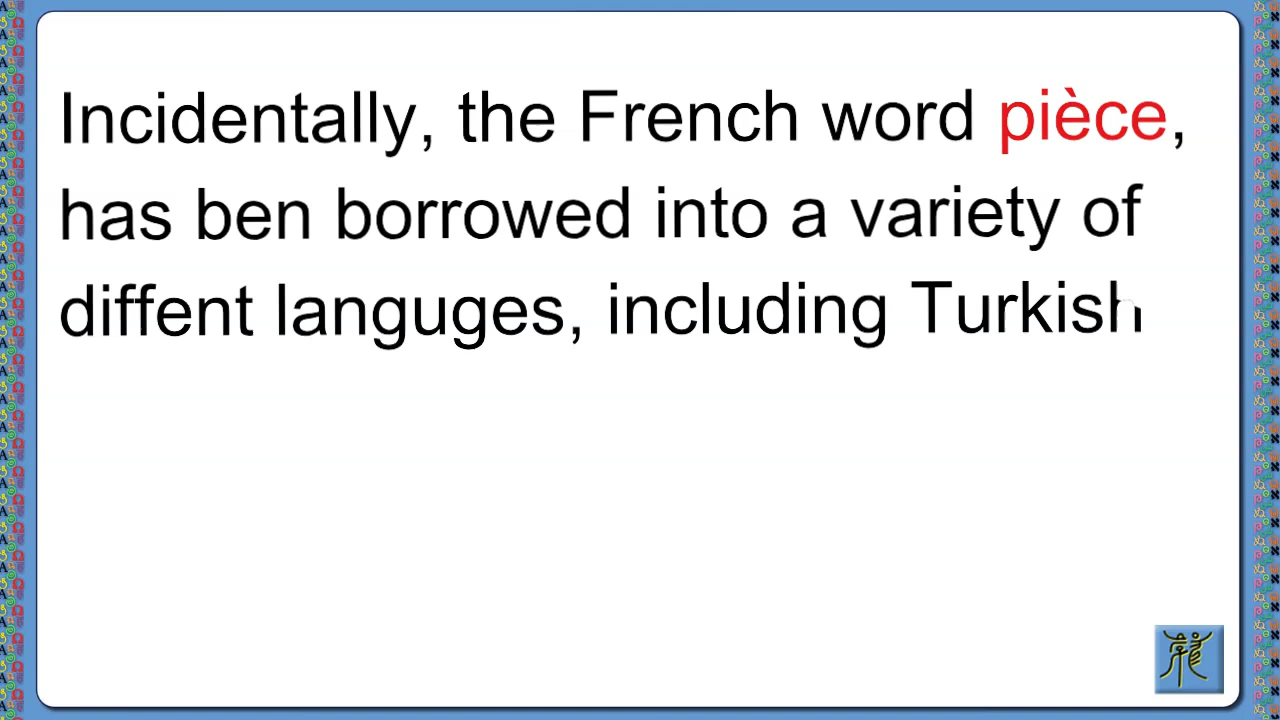 Incidentally, the French word pièce,
has ben borrowed into a variety of
diffent languges, including Turkish